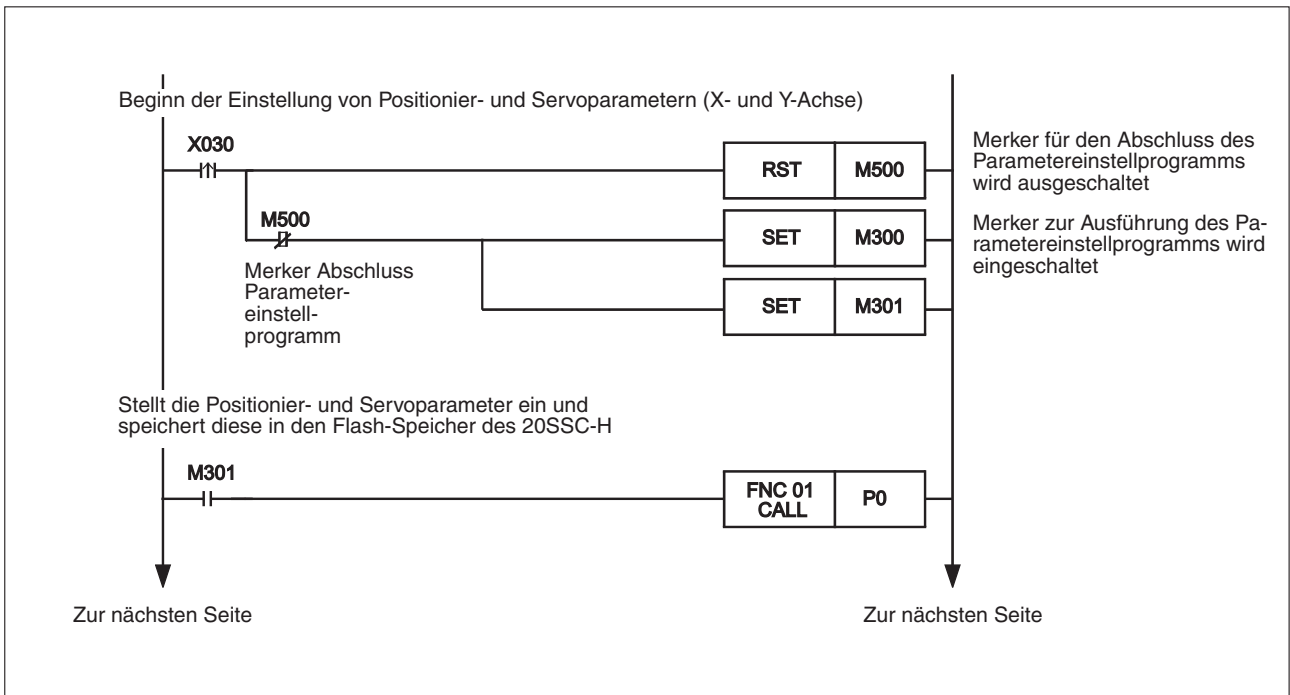 Beginn der Einstellung von Positionier- und Servoparametern (X- und Y-Achse)
X030
RST M500
Merker für den Abschluss des
Parametereinstellprogramms
wird ausgeschaltet
M500
SET M300
Merker zur Ausführung des Pa-
rametereinstellprogramms wird
eingeschaltet
Merker Abschluss
Parameter-
einstell-
programm
SET M301
Stellt die Positionier- und Servoparameter ein und
speichert diese in den Flash-Speicher des 20SSC-H
M301
FNC 01
CALL
P0
Zur nächsten Seite
Zur nächsten Seite